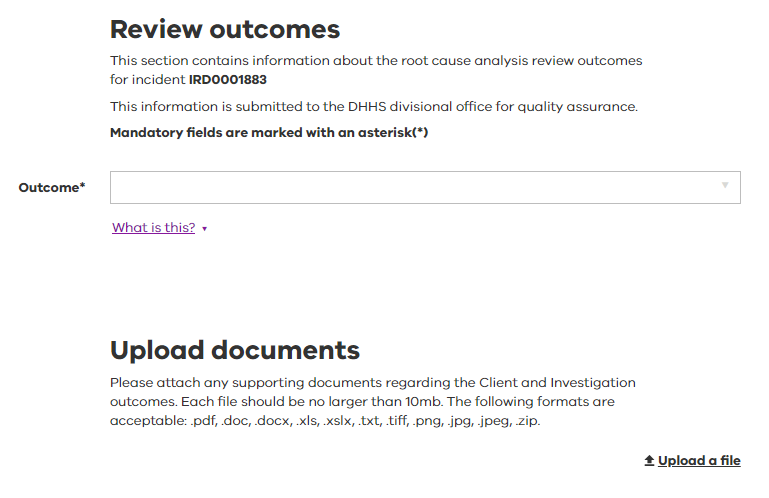 Review outcomes
This section contains information about the root cause analysis review outcomes
for incident IRD0001883
This information is submitted to the DHHS divisional office for quality assurance.
Mandatory fields are marked with an asterisk(*)
Outcome*
What is this?
Upload documents
Please attach any supporting documents regarding the Client and Investigation
outcomes. Each file should be no larger than 10mb. The following formats are
acceptable: .pdf, .doc, .docx, .xls, .xslx, .txt, .tiff, .png, .jpg, .jpeg, .zip.
Upload a file